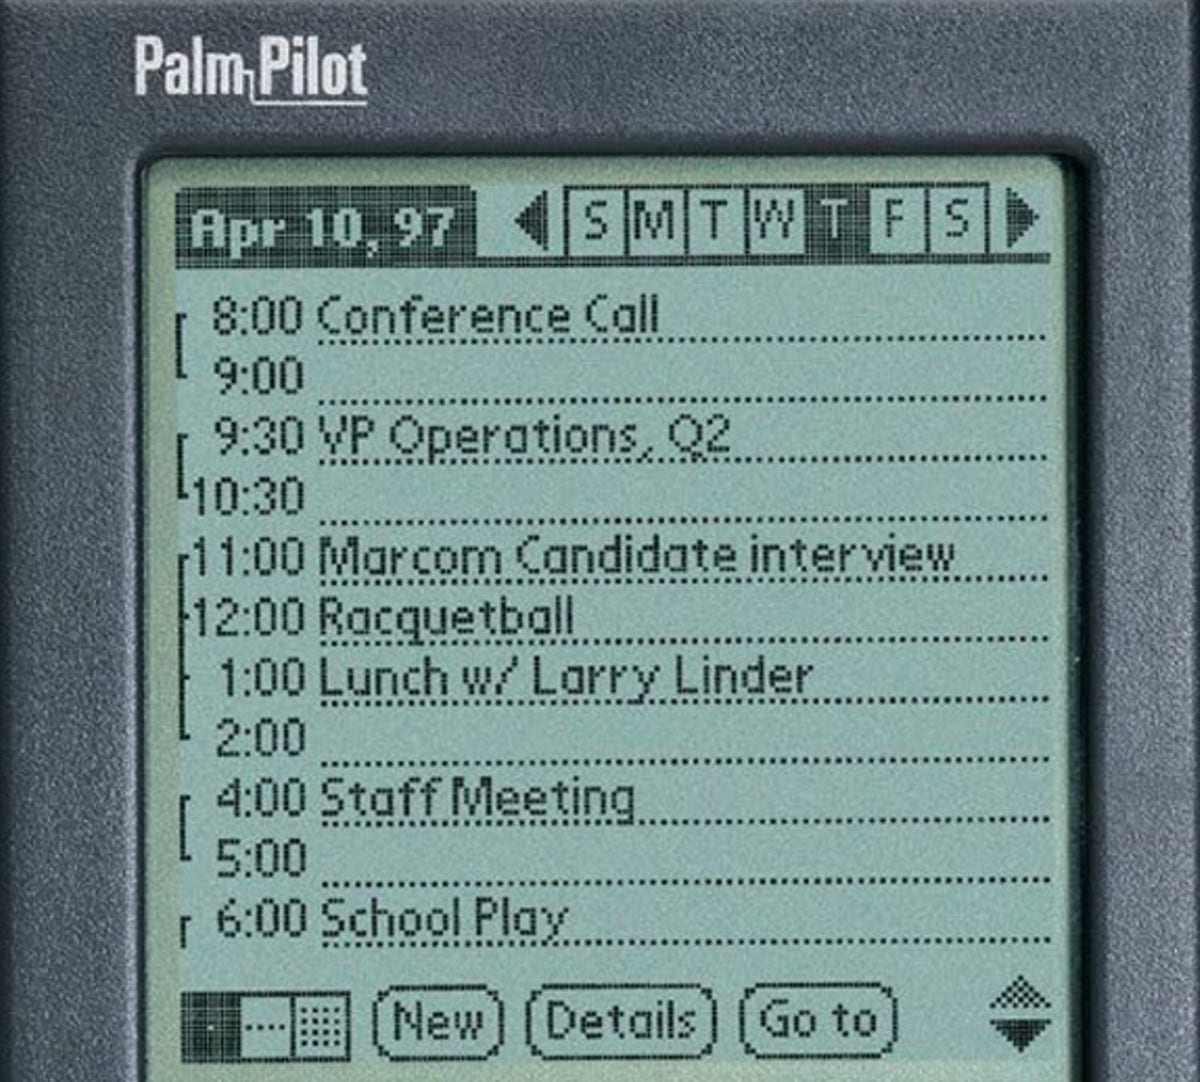 Palm Pilot
Apr 10, 97 S M T W T F S
8:00 Conference Call
9:00
9:30 VP Operations, Q2
10:30
11:00 Marcom Candidate interview
12:00 Racquetball
1:00 Lunch w/ Larry Linder
2:00
4:00 Staff Meeting
5:00
6:00 School Play
New Details Go to